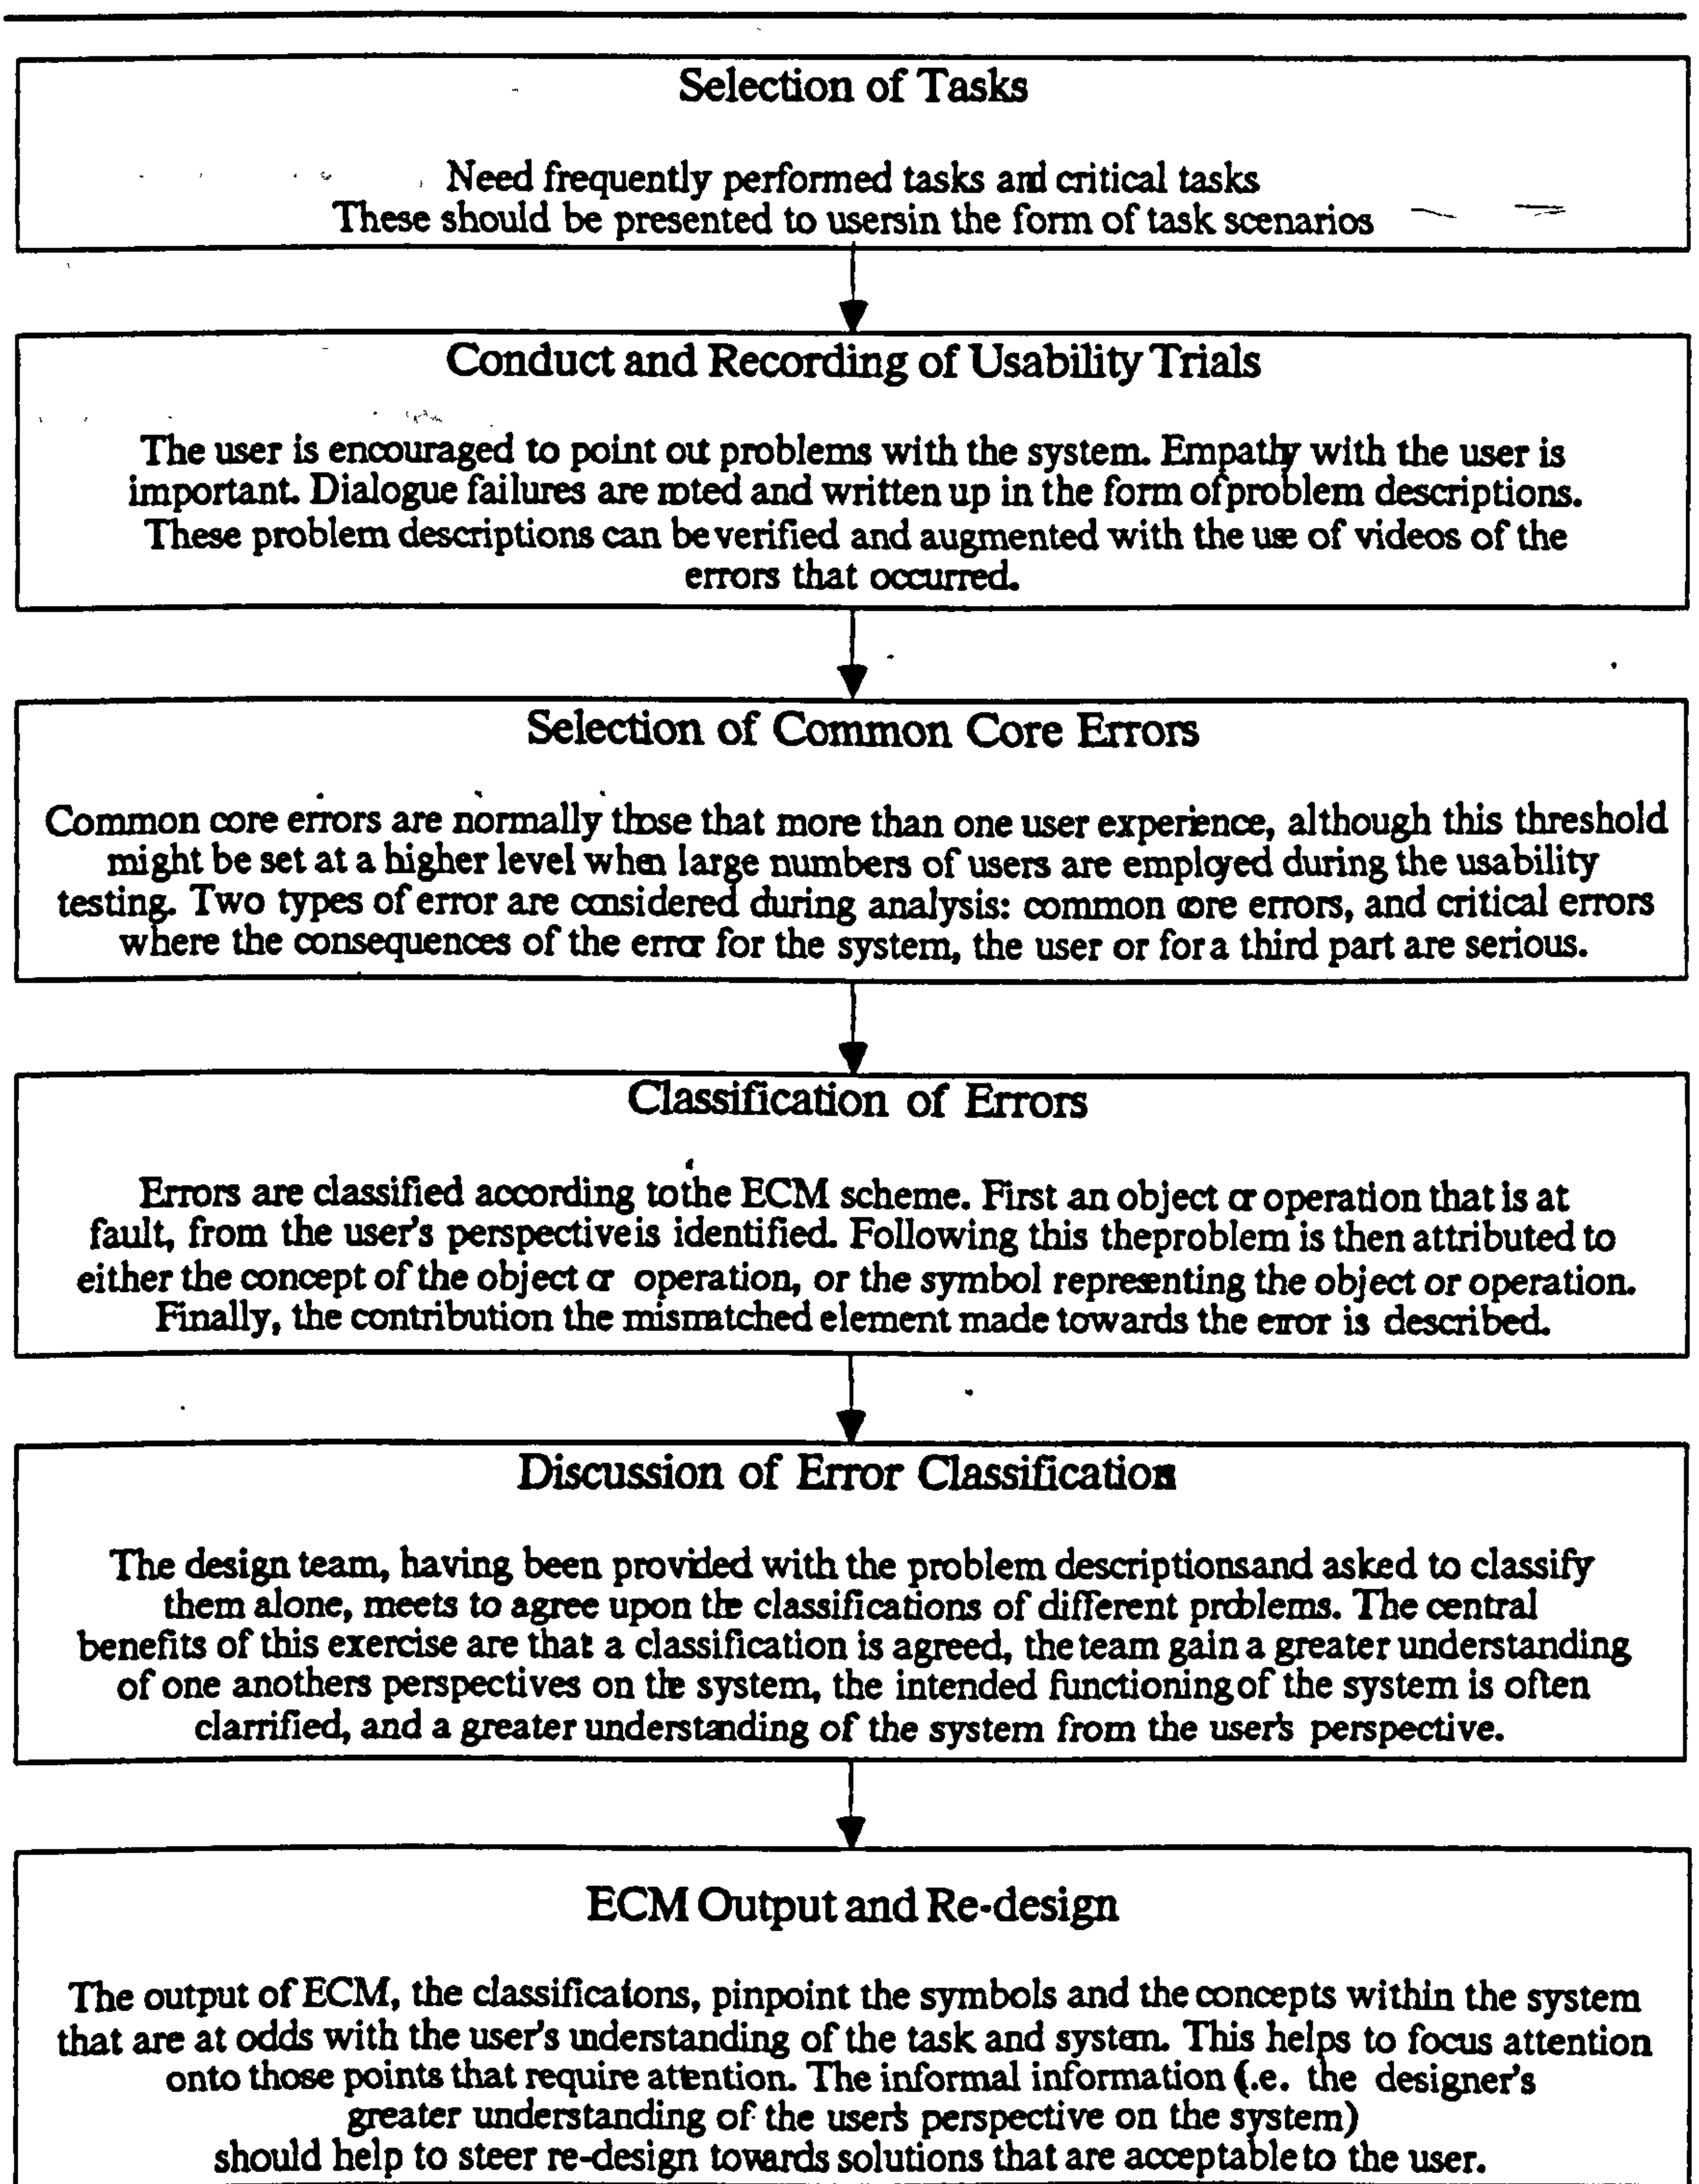 Selection of Tasks
Need frequently performed tasks and critical tasks
These should be presented to usersin the form of task scenarios
Conduct and Recording of Usability Trials
The user is encouraged to point out problems with the system. Empathy with the user is
important. Dialogue failures are noted and written up in the form of problem descriptions.
These problem descriptions can be verified and augmented with the use of videos of the
errors that occurred.
Selection of Common Core Errors
Common core errors are normally those that more than one user experience, although this threshold
might be set at a higher level when large numbers of users are employed during the usability
testing. Two types of error are considered during analysis: common core errors, and critical errors
where the consequences of the error for the system, the user or for a third part are serious.
Classification of Errors
Errors are classified according to the ECM scheme. First an object or operation that is at
fault, from the user's perspective is identified. Following this the problem is then attributed to
either the concept of the object or operation, or the symbol representing the object or operation.
Finally, the contribution the mismatched element made towards the error is described.
Discussion of Error Classification
The design team, having been provided with the problem descriptions and asked to classify
them alone, meets to agree upon the classifications of different problems. The central
benefits of this exercise are that a classification is agreed, the team gain a greater understanding
of one anothers perspectives on the system, the intended functioning of the system is often
clarrified, and a greater understanding of the system from the user's perspective.
ECM Output and Re-design
The output of ECM, the classificaions, pinpoint the symbols and the concepts within the system
that are at odds with the user's understanding of the task and system. This helps to focus attention
onto those points that require attention. The informal information (.e. the designer's
greater understanding of the user's perspective on the system)
should help to steer re-design towards solutions that are acceptable to the user.